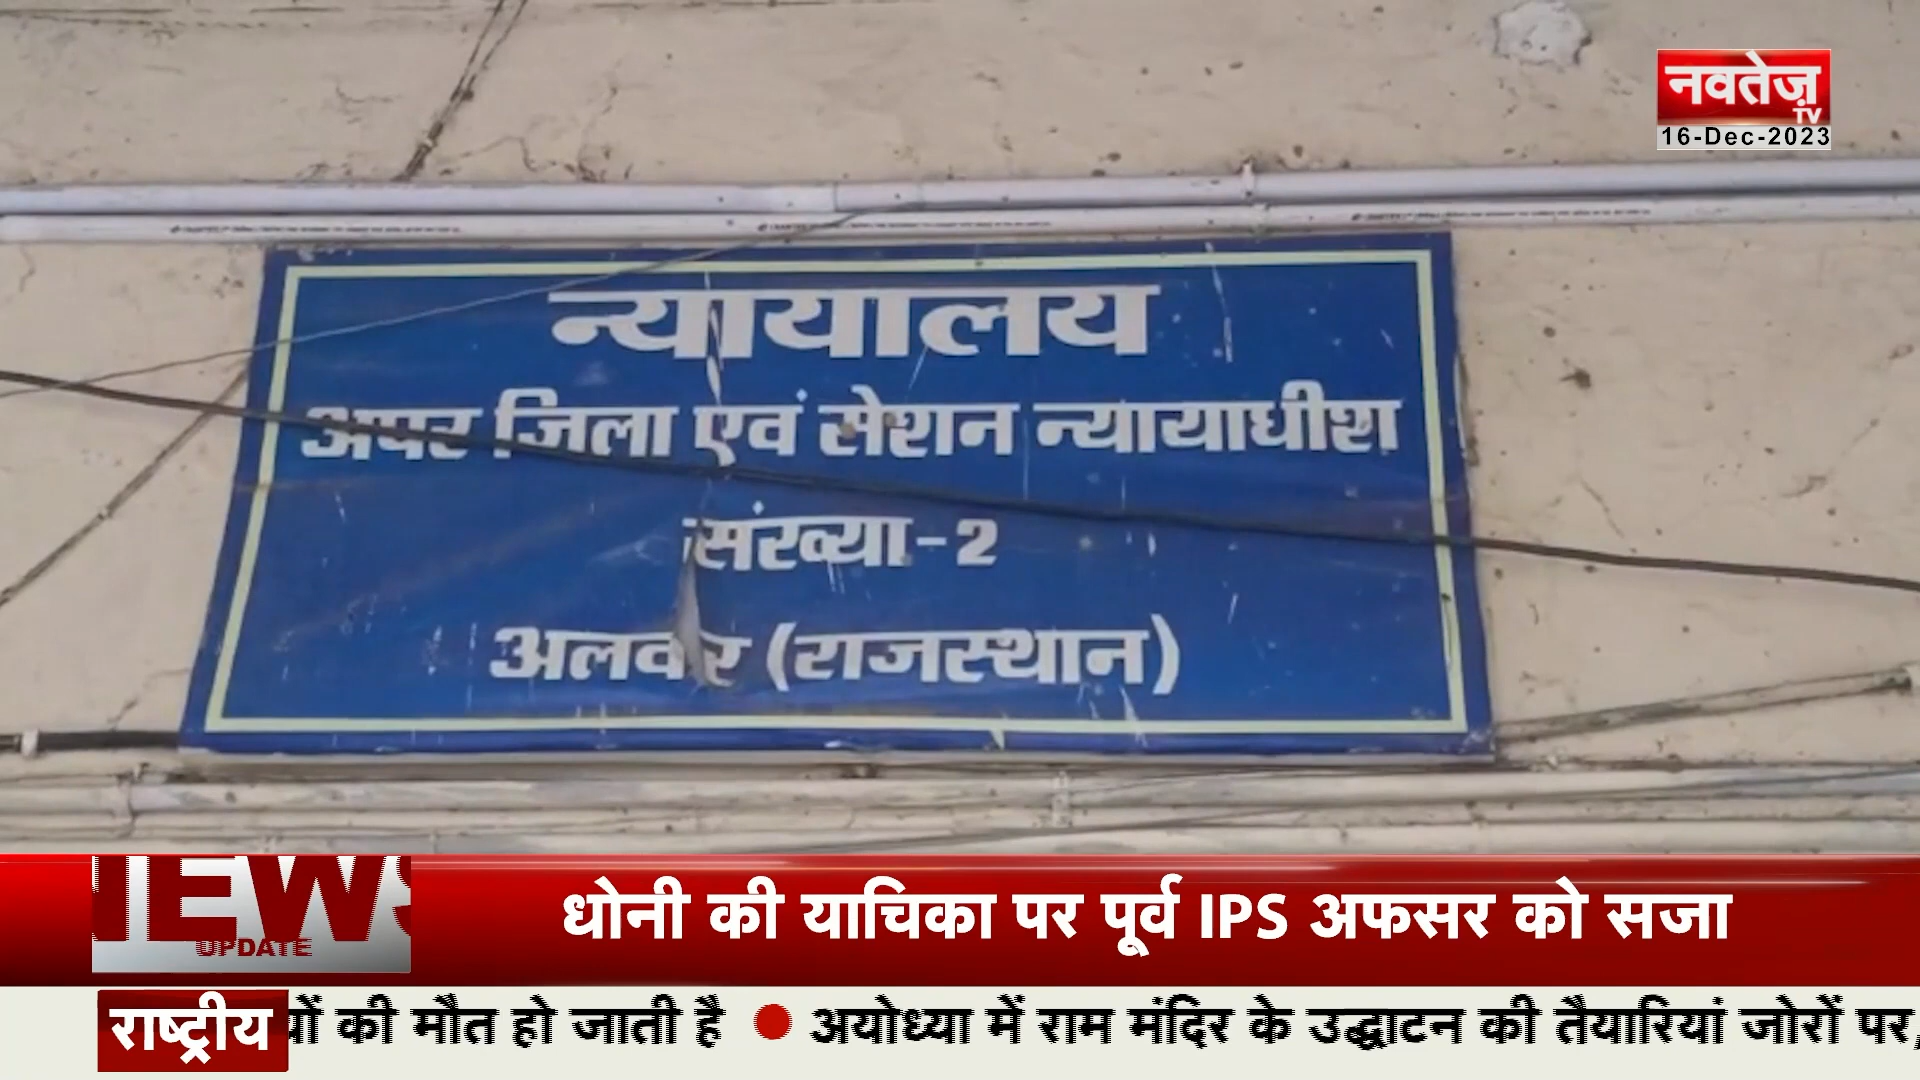 नवतेज़
TV
16-Dec-2023
न्यायालय
अपर जिला एवं सेशन न्यायाधीश
संख्या-2
अलवर (राजस्थान)
NEWS
UPDATE
धोनी की याचिका पर पूर्व IPS अफसर को सजा
राष्ट्रीय
की मौत हो जाती है ● अयोध्या में राम मंदिर के उद्घाटन की तैयारियां जोरों पर,